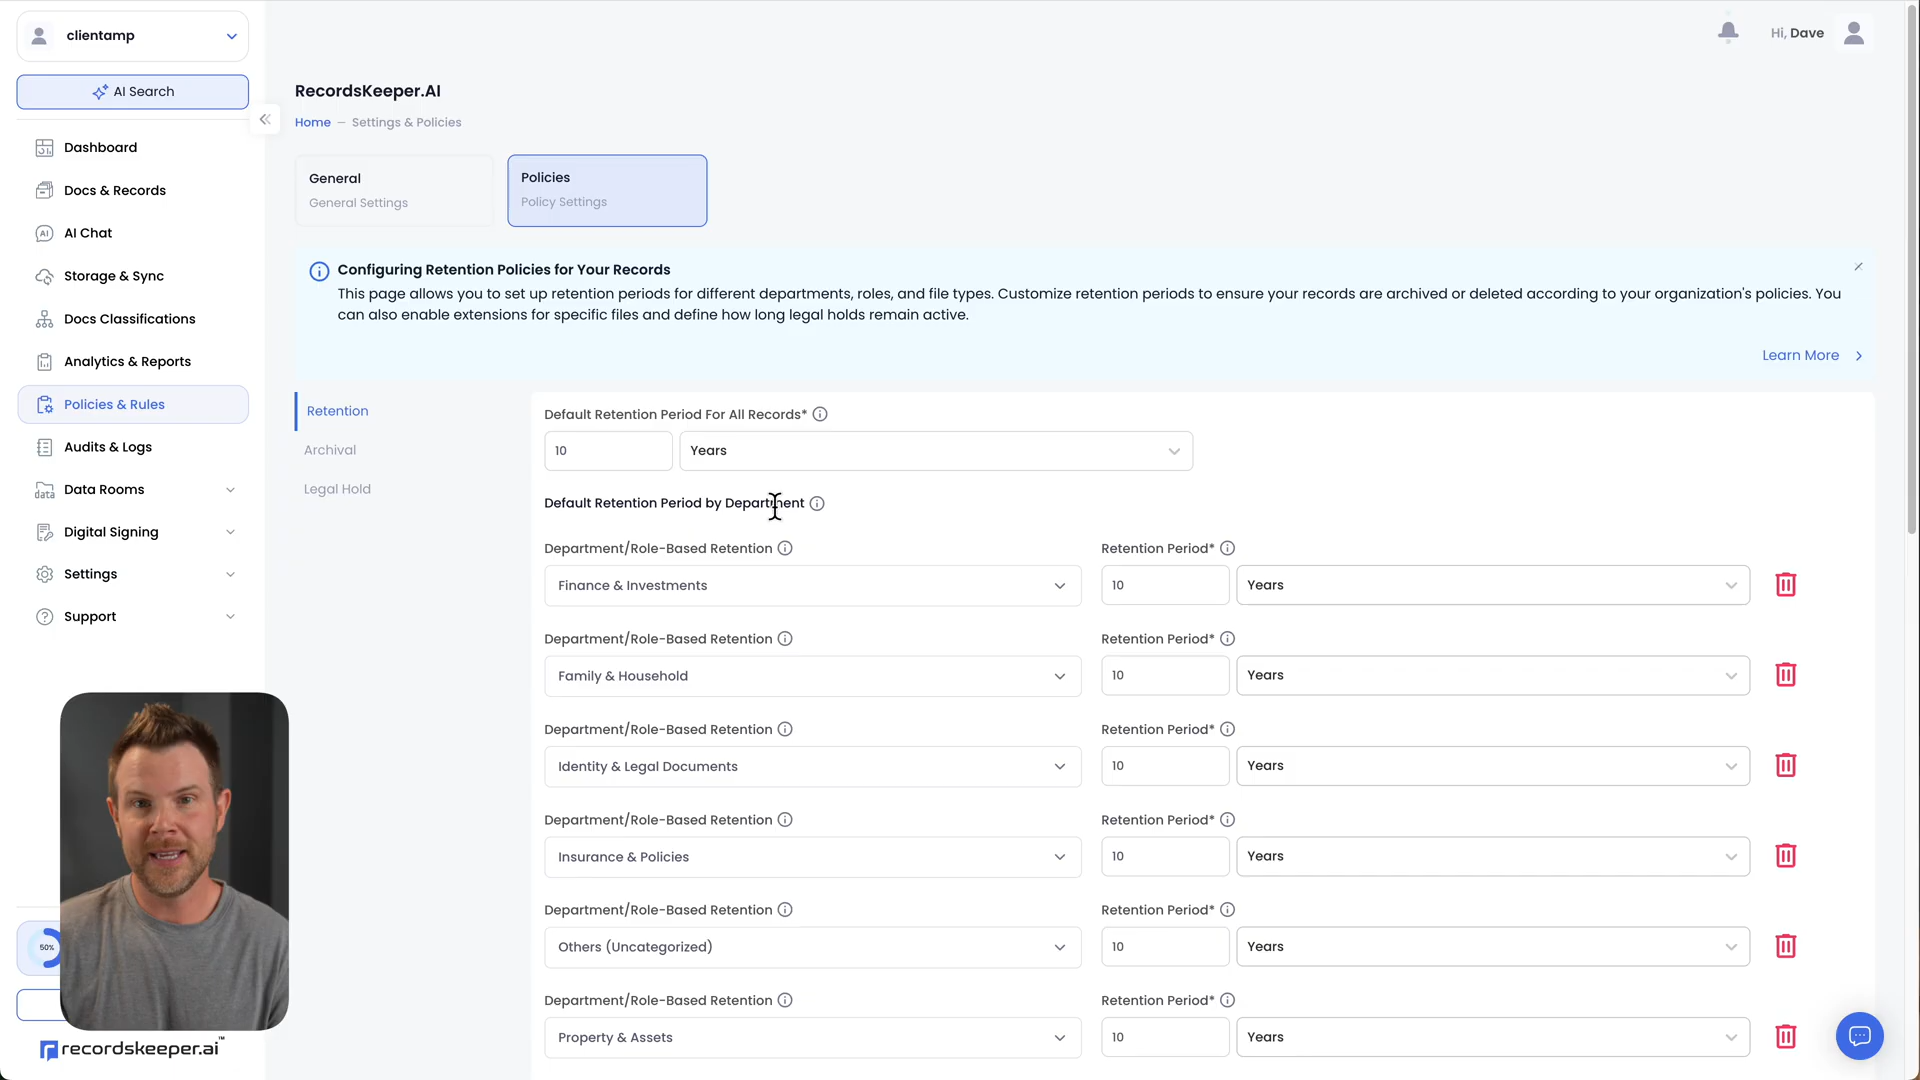 clientamp
AI Search
Dashboard
Docs & Records
AI Chat
Storage & Sync
Docs Classifications
Analytics & Reports
Policies & Rules
Audits & Logs
Data Rooms
Digital Signing
Settings
Support
50%
recordskeeper.ai™
Hi, Dave
RecordsKeeper.AI
Home – Settings & Policies
General
General Settings
Policies
Policy Settings
Configuring Retention Policies for Your Records
This page allows you to set up retention periods for different departments, roles, and file types. Customize retention periods to ensure your records are archived or deleted according to your organization's policies. You
can also enable extensions for specific files and define how long legal holds remain active.
Learn More
Retention
Archival
Legal Hold
Default Retention Period For All Records*
10 Years
Default Retention Period by Department
Department/Role-Based Retention Retention Period*
Finance & Investments 10 Years
Department/Role-Based Retention Retention Period*
Family & Household 10 Years
Department/Role-Based Retention Retention Period*
Identity & Legal Documents 10 Years
Department/Role-Based Retention Retention Period*
Insurance & Policies 10 Years
Department/Role-Based Retention Retention Period*
Others (Uncategorized) 10 Years
Department/Role-Based Retention Retention Period*
Property & Assets 10 Years